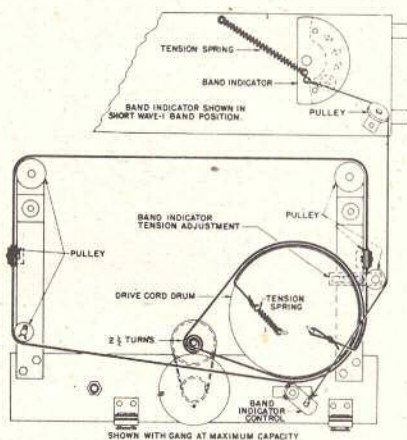 TENSION SPRING
BAND INDICATOR
BAND INDICATOR SHOWN IN
SHORT WAVE-1 BAND POSITION.
PULLEY
BAND INDICATOR
TENSION ADJUSTMENT
PULLEY
PULLEY
DRIVE CORD DRUM
TENSION
SPRING
2 ½ TURNS
BAND
INDICATOR
CONTROL
SHOWN WITH GANG AT MAXIMUM CAPACITY